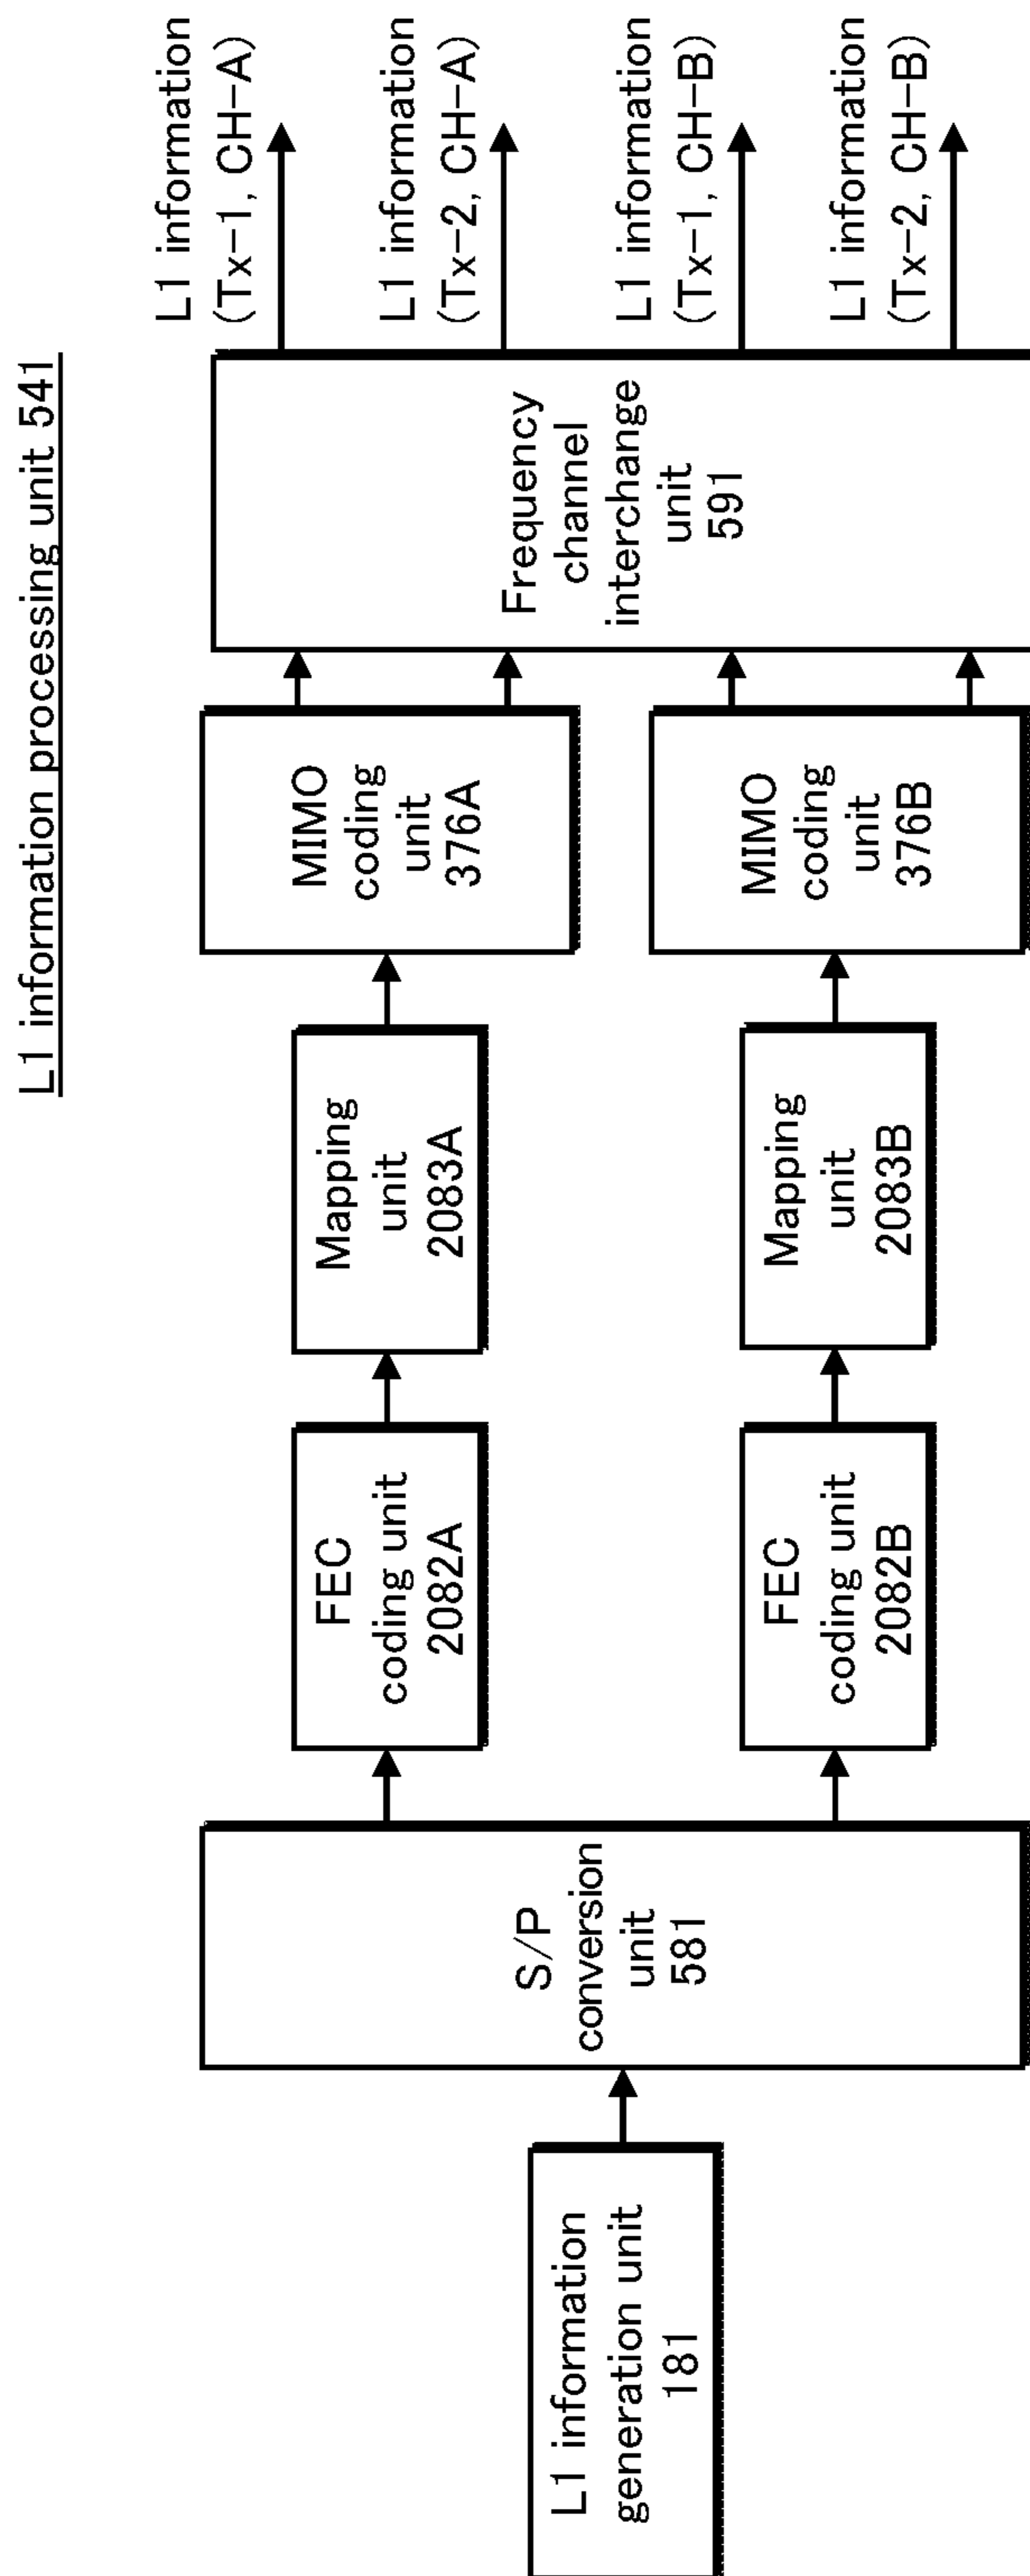 L1 information processing unit 541
L1 information
generation unit
181
S/P
conversion
unit
581
FEC
coding unit
2082A
Mapping
unit
2083A
MIMO
coding
unit
376A
FEC
coding unit
2082B
Mapping
unit
2083B
MIMO
coding
unit
376B
Frequency
channel
interchange
unit
591
L1 information
(Tx-1, CH-A)
L1 information
(Tx-2, CH-A)
L1 information
(Tx-1, CH-B)
L1 information
(Tx-2, CH-B)